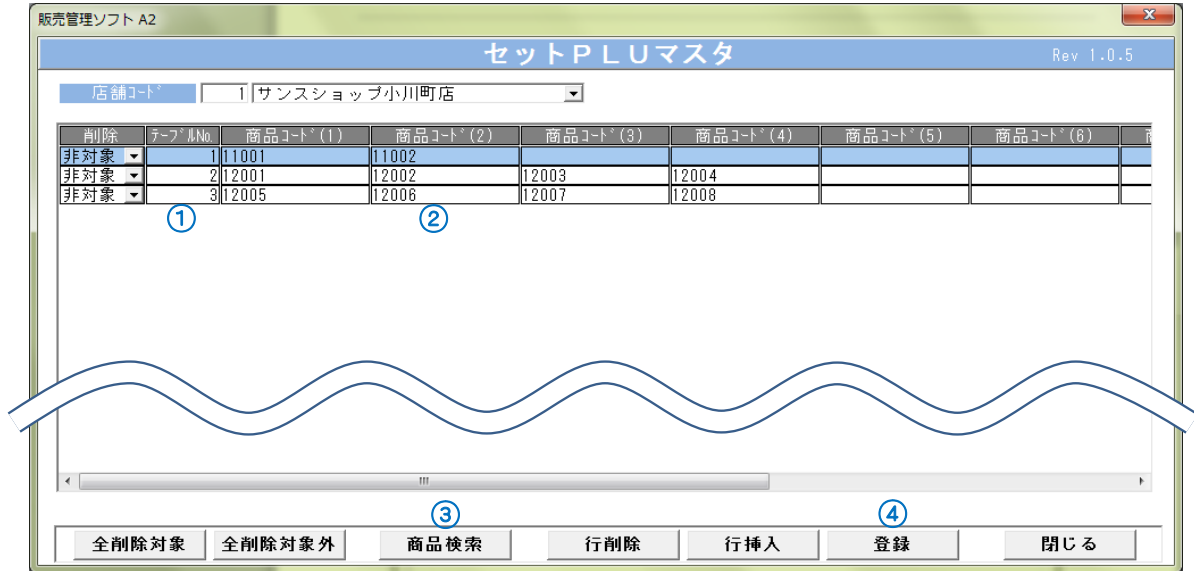 販売管理ソフト A2
セットPLUマスタ Rev 1.0.5
店舗ｺｰﾄﾞ 1 サンスショップ小川町店
削除 ﾃｰﾌﾞﾙNo. 商品ｺｰﾄﾞ(1) 商品ｺｰﾄﾞ(2) 商品ｺｰﾄﾞ(3) 商品ｺｰﾄﾞ(4) 商品ｺｰﾄﾞ(5) 商品ｺｰﾄﾞ(6)
非対象 1 11001 11002
非対象 2 12001 12002 12003 12004
非対象 3 12005 12006 12007 12008
① ②
③ ④
全削除対象 全削除対象外 商品検索 行削除 行挿入 登録 閉じる